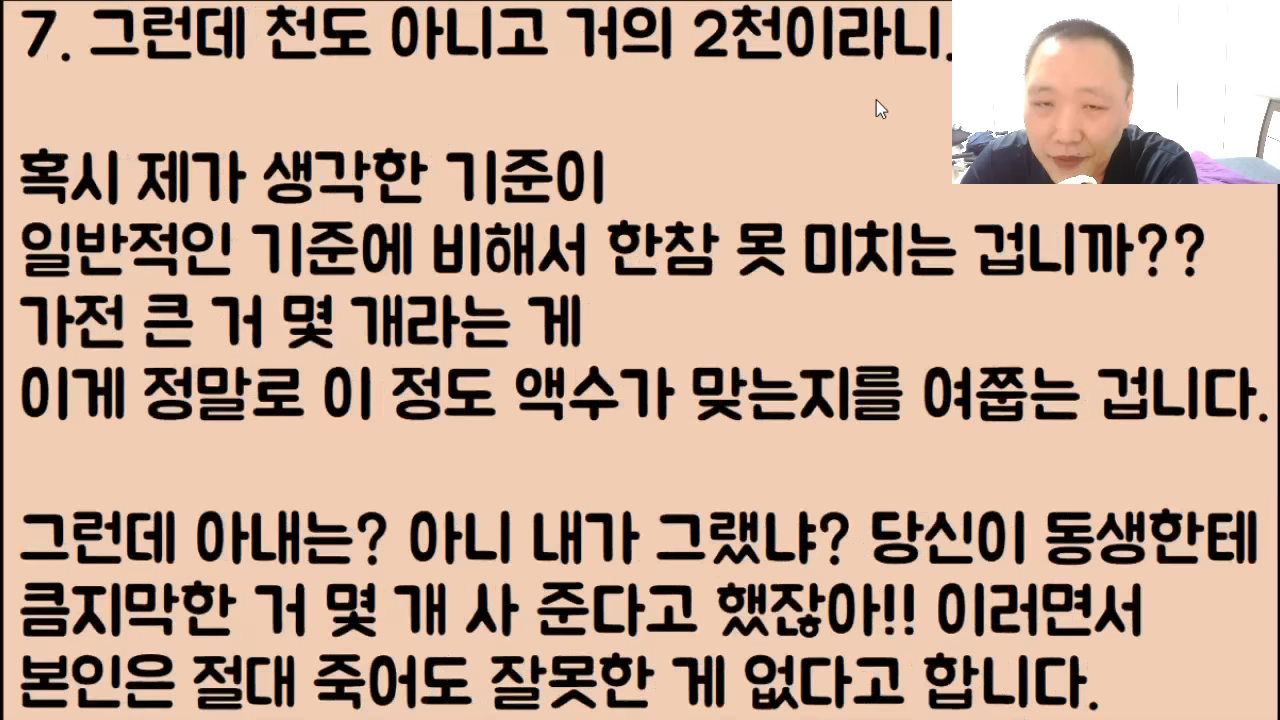 7. 그런데 천도 아니고 거의 2천이라니.
혹시 제가 생각한 기준이
일반적인 기준에 비해서 한참 못 미치는 겁니까??
가전 큰 거 몇 개라는 게
이게 정말로 이 정도 액수가 맞는지를 여쭙는 겁니다.
그런데 아내는? 아니 내가 그랬냐? 당신이 동생한테
큼지막한 거 몇 개 사 준다고 했잖아!! 이러면서
본인은 절대 죽어도 잘못한 게 없다고 합니다.